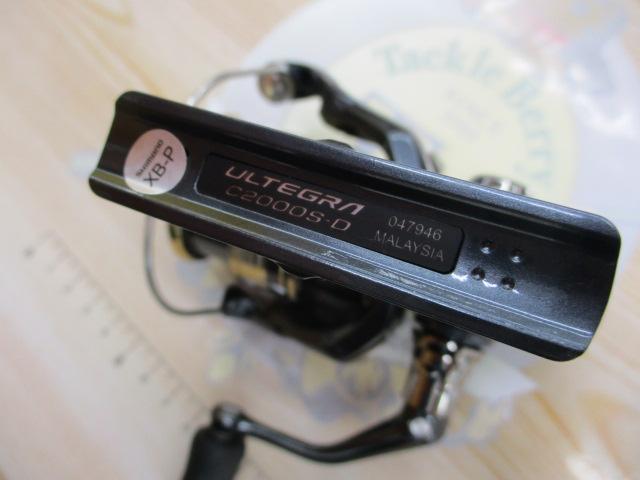 Tackle Berry
SHIMANO
XB-P
ULTEGRA
C2000S-D
047946
MALAYSIA